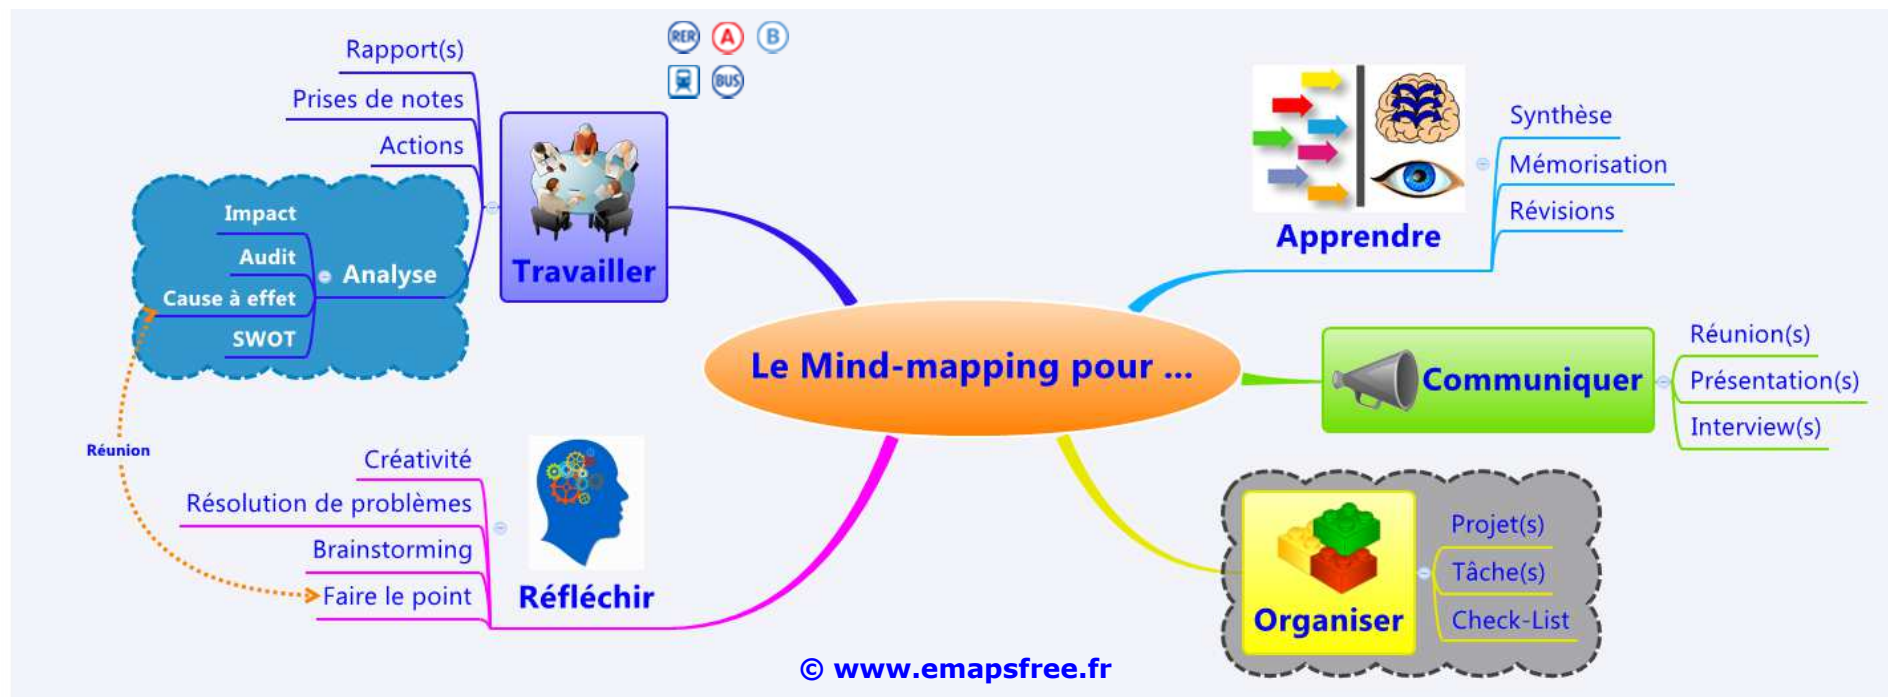 RER A B
BUS
Rapport(s)
Prises de notes
Actions
Analyse
Impact
Audit
Cause à effet
SWOT
Travailler
Apprendre
Synthèse
Mémorisation
Révisions
Le Mind-mapping pour ...
Communiquer
Réunion(s)
Présentation(s)
Interview(s)
Réunion
Créativité
Résolution de problèmes
Brainstorming
Faire le point
Réfléchir
Organiser
Projet(s)
Tâche(s)
Check-List
© www.emapsfree.fr